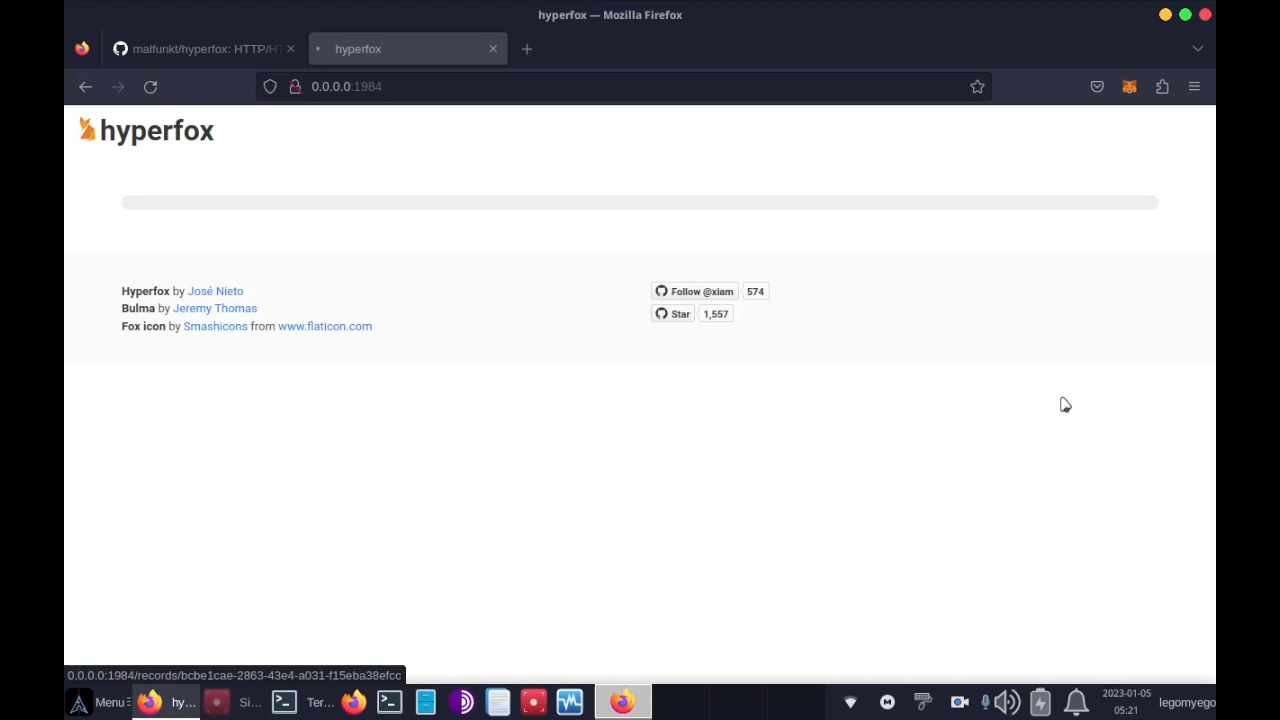 hyperfox — Mozilla Firefox
malfunkt/hyperfox: HTTP/HT
hyperfox
0.0.0.0:1984
hyperfox
Hyperfox by José Nieto
Bulma by Jeremy Thomas
Fox icon by Smashicons from www.flaticon.com
Follow @xiam 574
Star 1,557
0.0.0.0:1984/records/bcbe1cae-2863-43e4-a031-f15eba38efcc
Menu hy... Si... Ter... M 2023-01-05 legomyego
05:21